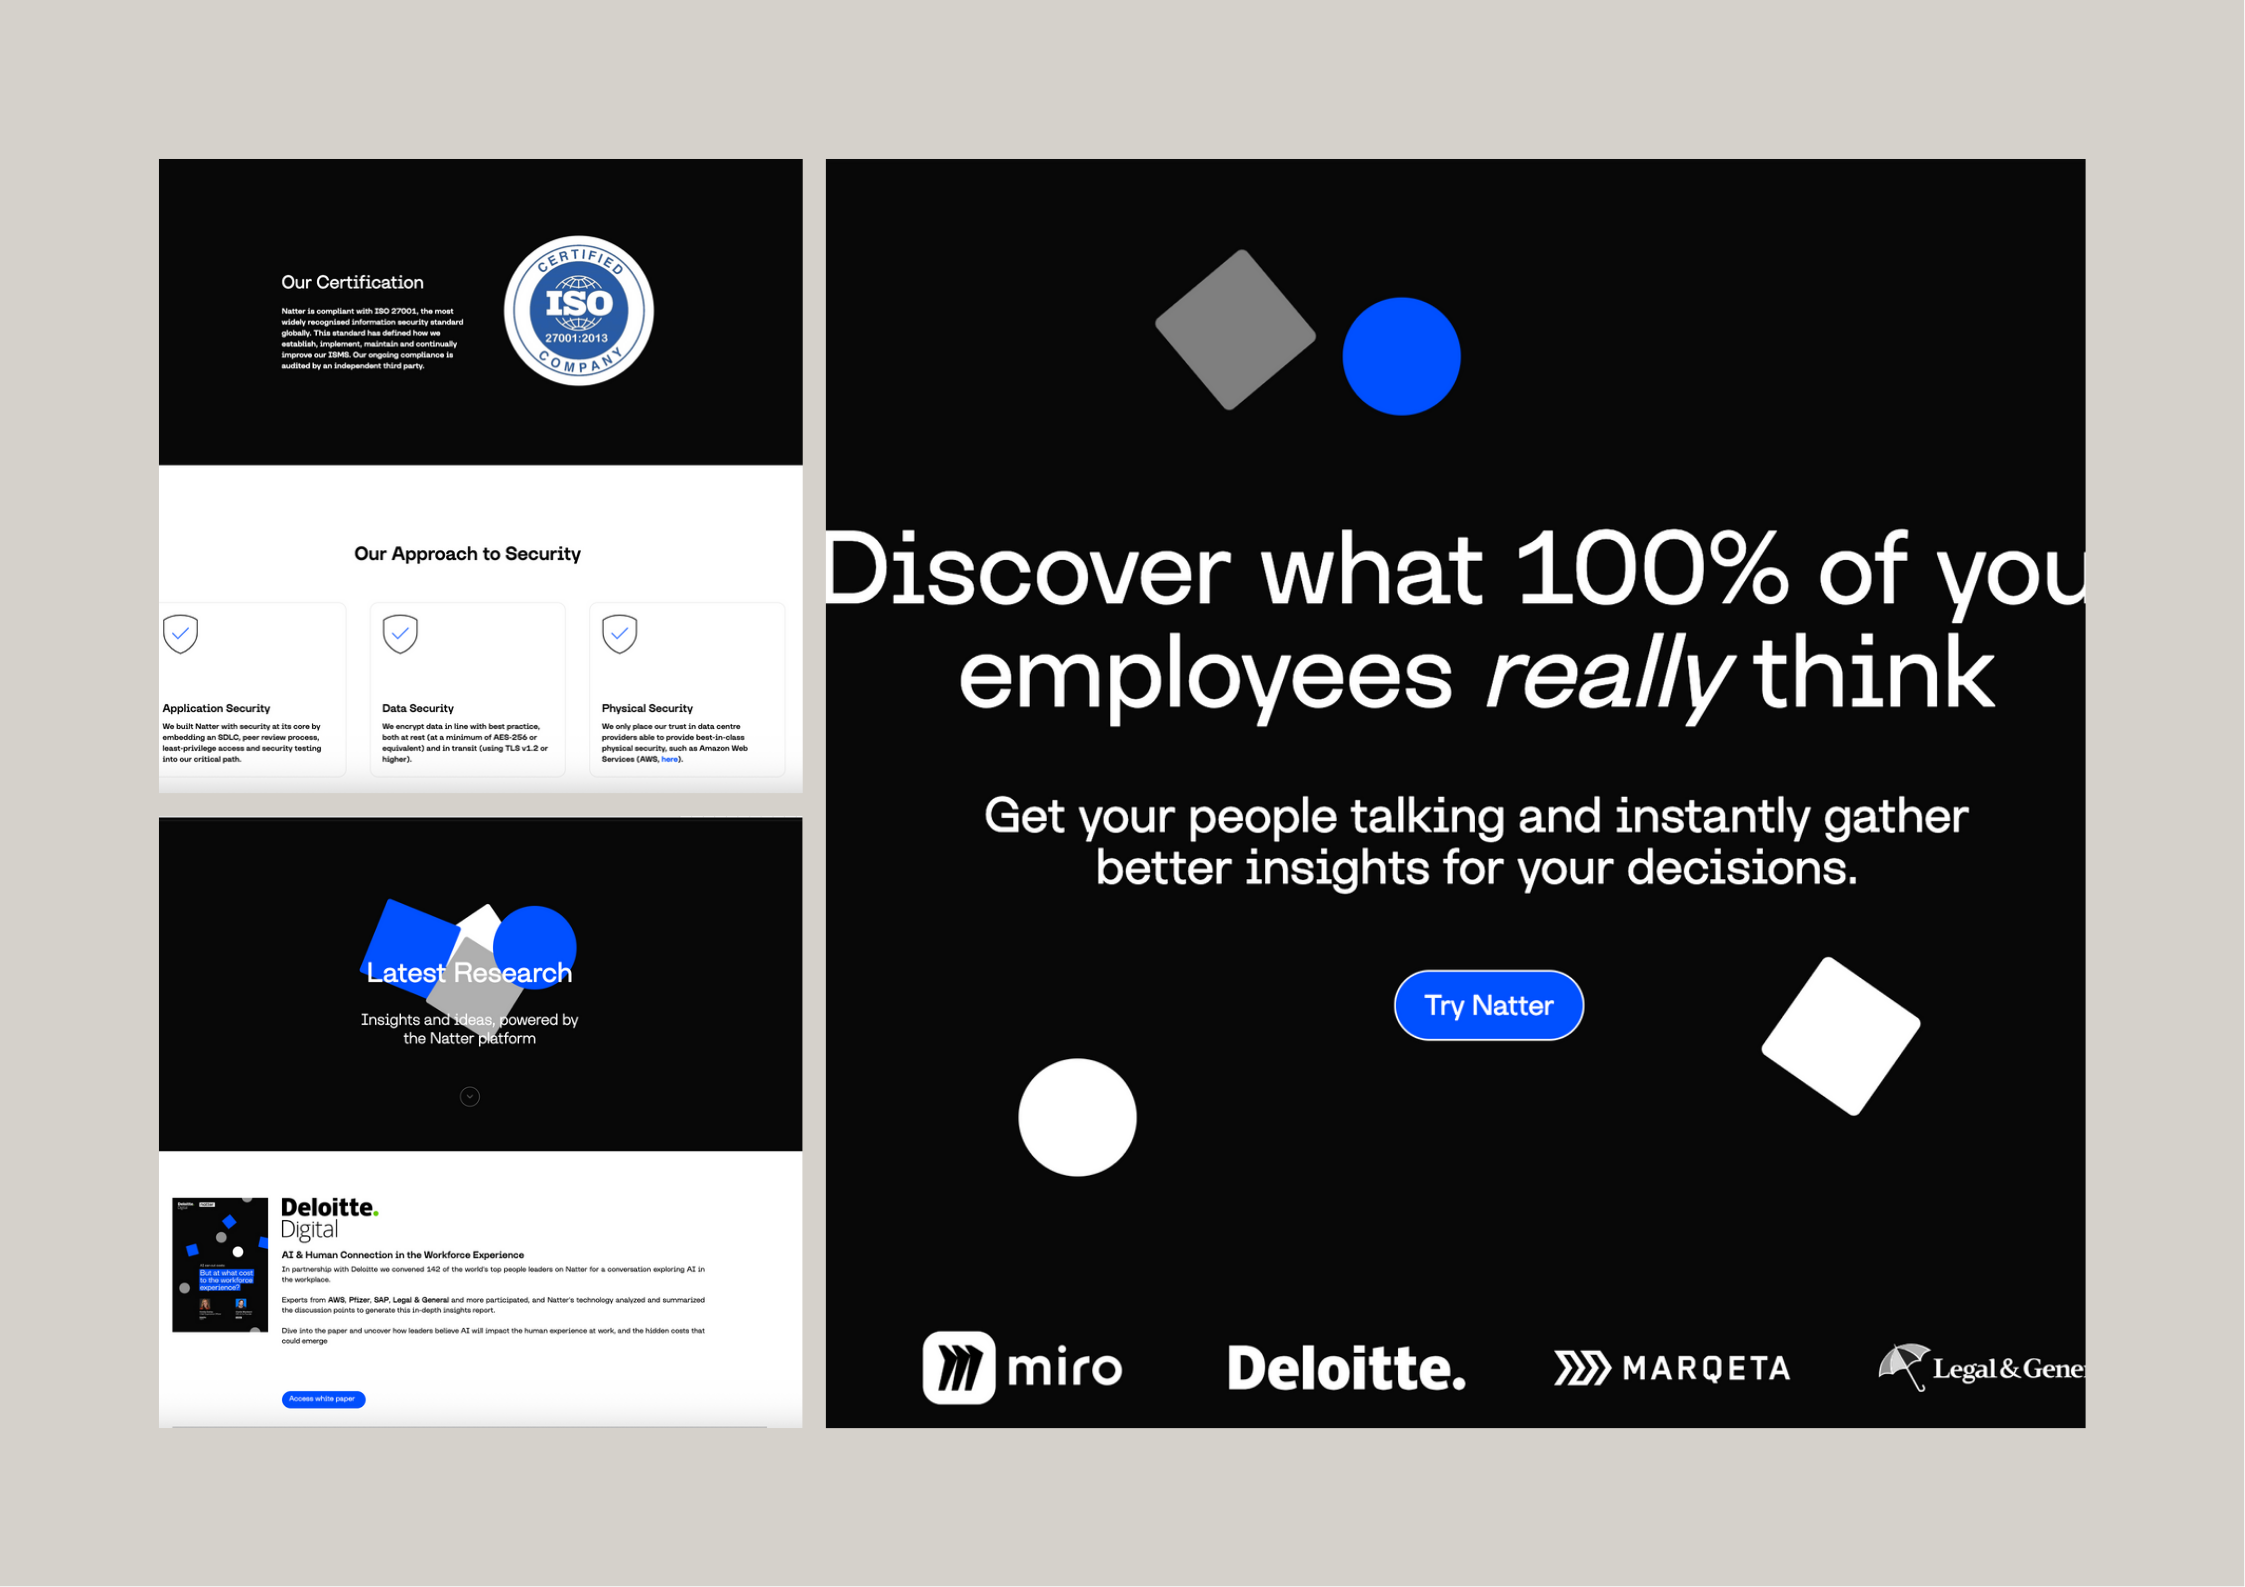 Our Certification
Natter is compliant with ISO 27001, the most
widely recognised information security standard
globally. This standard has defined how we
establish, implement, maintain and continually
improve our ISMS. Our ongoing compliance is
audited by an independent third party.
CERTIFIED
ISO
27001:2013
COMPANY
Our Approach to Security
Application Security
We built Natter with security at its core by
embedding an SDLC, peer review process,
least-privilege access and security testing
into our critical path.
Data Security
We encrypt data in line with best practice,
both at rest (at a minimum of AES-256 or
equivalent) and in transit (using TLS v1.2 or
higher).
Physical Security
We only place our trust in data centre
providers able to provide best-in-class
physical security, such as Amazon Web
Services (AWS, here).
Latest Research
Insights and ideas, powered by
the Natter platform
But at what cost
to the workforce
experience?
Deloitte.
Digital
AI & Human Connection in the Workforce Experience
In partnership with Deloitte we convened 142 of the world's top people leaders on Natter for a conversation exploring AI in
the workplace.
Experts from AWS, Pfizer, SAP, Legal & General and more participated, and Natter's technology analyzed and summarized
the discussion points to generate this in-depth insights report.
Dive into the paper and uncover how leaders believe AI will impact the human experience at work, and the hidden costs that
could emerge
Access white paper
Discover what 100% of you
employees really think
Get your people talking and instantly gather
better insights for your decisions.
Try Natter
miro
Deloitte.
MARQETA
Legal & Gene